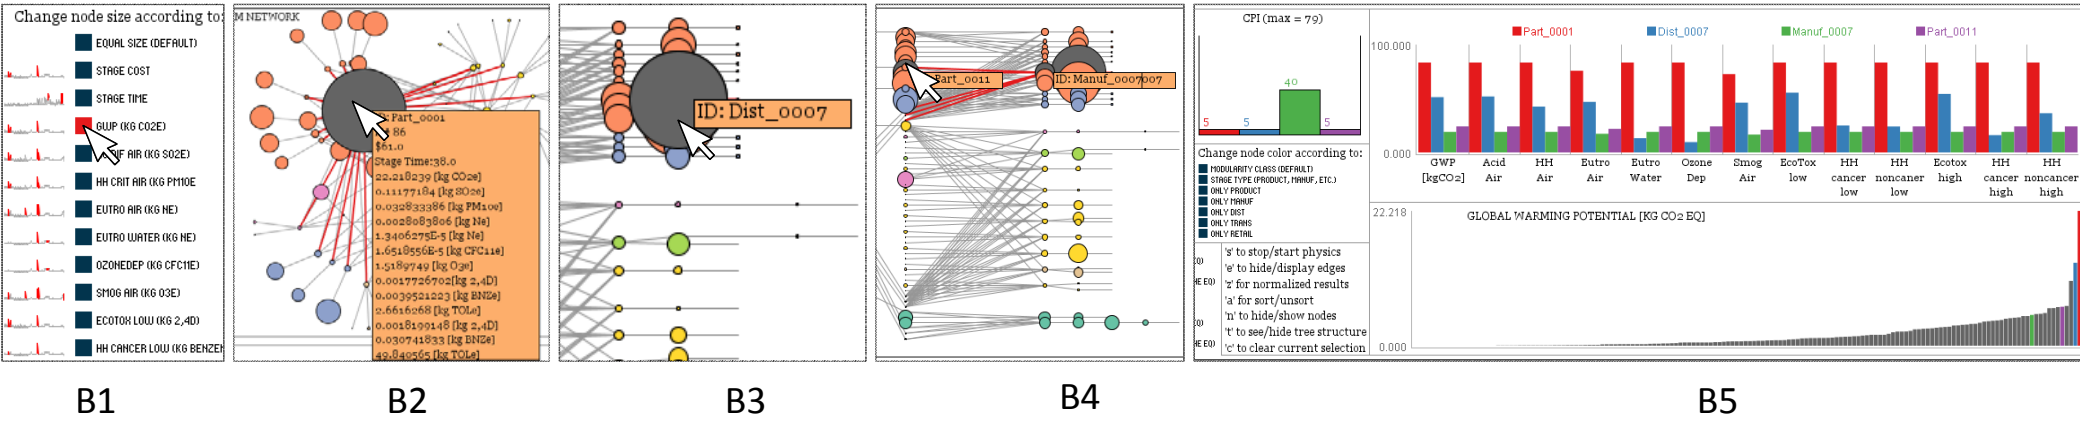 Change node size according to:
EQUAL SIZE (DEFAULT)
STAGE COST
STAGE TIME
GWP (KG CO2E)
AIR (KG SO2E)
HH CRIT AIR (KG PM10E
EUTRO AIR (KG NE)
EUTRO WATER (KG NE)
OZONEDEP (KG CFC11E)
SMOG AIR (KG O3E)
ECOTOX LOW (KG 2,4D)
HH CANCER LOW (KG BENZE
B1
M NETWORK
: Part_0001
86
$61.0
Stage Time:38.0
22.218239 [kg CO2e]
0.11177184 [kg SO2e]
0.032833386 [kg PM10e]
0.0028083806 [kg Ne]
1.3406275E-5 [kg Ne]
1.6518556E-5 [kg CFC11e]
1.5189749 [kg O3e]
0.0017726702[kg 2,4D]
0.0039521223 [kg BNZe]
2.6616268 [kg TOLe]
0.0018199148 [kg 2,4D]
0.030741833 [kg BNZe]
49.840565 [kg TOLe]
B2
ID: Dist_0007
B3
Part_0011
ID: Manuf_0007007
B4
CPI (max = 79)
5
5
40
5
Change node color according to:
MODULARITY CLASS (DEFAULT)
STAGE TYPE (PRODUCT, MANUF, ETC.)
ONLY PRODUCT
ONLY MANUF
ONLY DIST
ONLY TRANS
ONLY RETAIL
's' to stop/start physics
'e' to hide/display edges
'z' for normalized results
'a' for sort/unsort
'n' to hide/show nodes
't' to see/hide tree structure
'c' to clear current selection
EQ)
E EQ)
Q)
E EQ)
Part_0001
Dist_0007
Manuf_0007
Part_0011
100.000
0.000
GWP [kgCO2]
Acid Air
HH Air
Eutro Air
Eutro Water
Ozone Dep
Smog Air
EcoTox low
HH cancer low
HH noncancer low
Ecotox high
HH cancer high
HH noncancer high
22.218
GLOBAL WARMING POTENTIAL [KG CO2 EQ]
0.000
B5